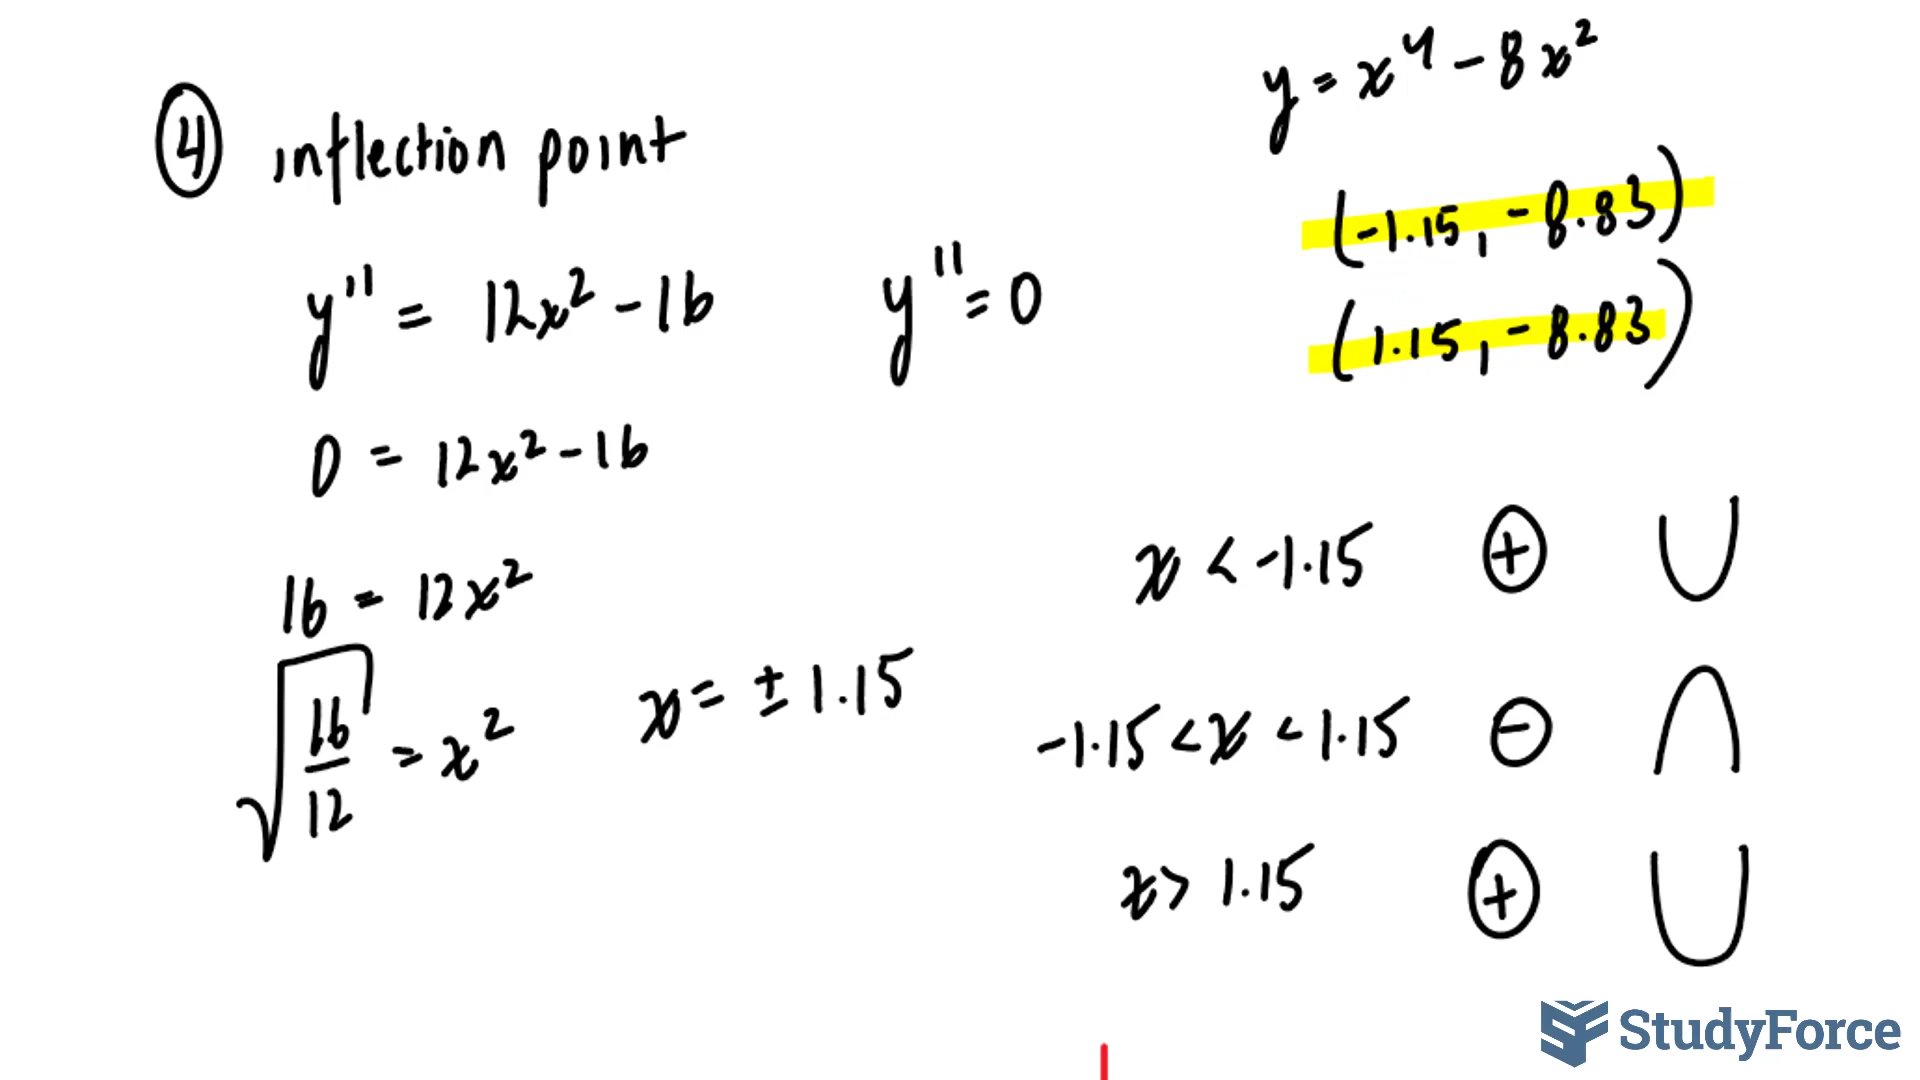 ④ inflection point
y'' = 12x² - 16 y'' = 0
0 = 12x² - 16
16 = 12x²
√(16/12) = x² x = ± 1.15
y = x⁴ - 8x²
(-1.15, -8.83)
(1.15, -8.83)
x < -1.15 ⊕ ∪
-1.15 < x < 1.15 ⊖ ∩
x > 1.15 ⊕ ∪
StudyForce